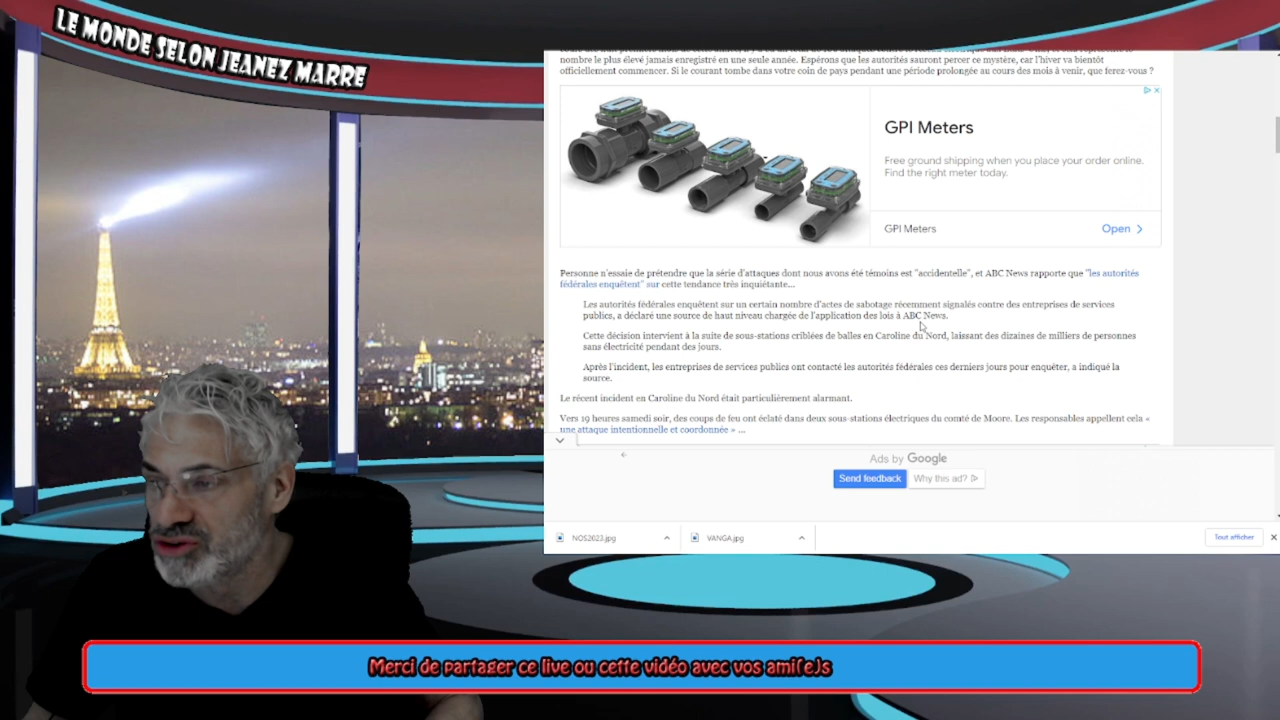 LE MONDE SELON JEANEZ MARRE
nombre le plus élevé jamais enregistré en une seule année. Espérons que les autorités sauront percer ce mystère, car l'hiver va bientôt
officiellement commencer. Si le courant tombe dans votre coin de pays pendant une période prolongée au cours des mois à venir, que ferez-vous ?
GPI Meters
Free ground shipping when you place your order online.
Find the right meter today.
GPI Meters
Open
Personne n'essaie de prétendre que la série d'attaques dont nous avons été témoins est "accidentelle", et ABC News rapporte que "les autorités
fédérales enquêtent" sur cette tendance très inquiétante...
Les autorités fédérales enquêtent sur un certain nombre d'actes de sabotage récemment signalés contre des entreprises de services
publics, a déclaré une source de haut niveau chargée de l'application des lois à ABC News.
Cette décision intervient à la suite de sous-stations criblées de balles en Caroline du Nord, laissant des dizaines de milliers de personnes
sans électricité pendant des jours.
Après l'incident, les entreprises de services publics ont contacté les autorités fédérales ces derniers jours pour enquêter, a indiqué la
source.
Le récent incident en Caroline du Nord était particulièrement alarmant.
Vers 19 heures samedi soir, des coups de feu ont éclaté dans deux sous-stations électriques du comté de Moore. Les responsables appellent cela «
une attaque intentionnelle et coordonnée » ...
Ads by Google
Send feedback Why this ad?
NOS2023.jpg VANGA.jpg Tout afficher
Merci de partager ce live ou cette vidéo avec vos ami(e)s